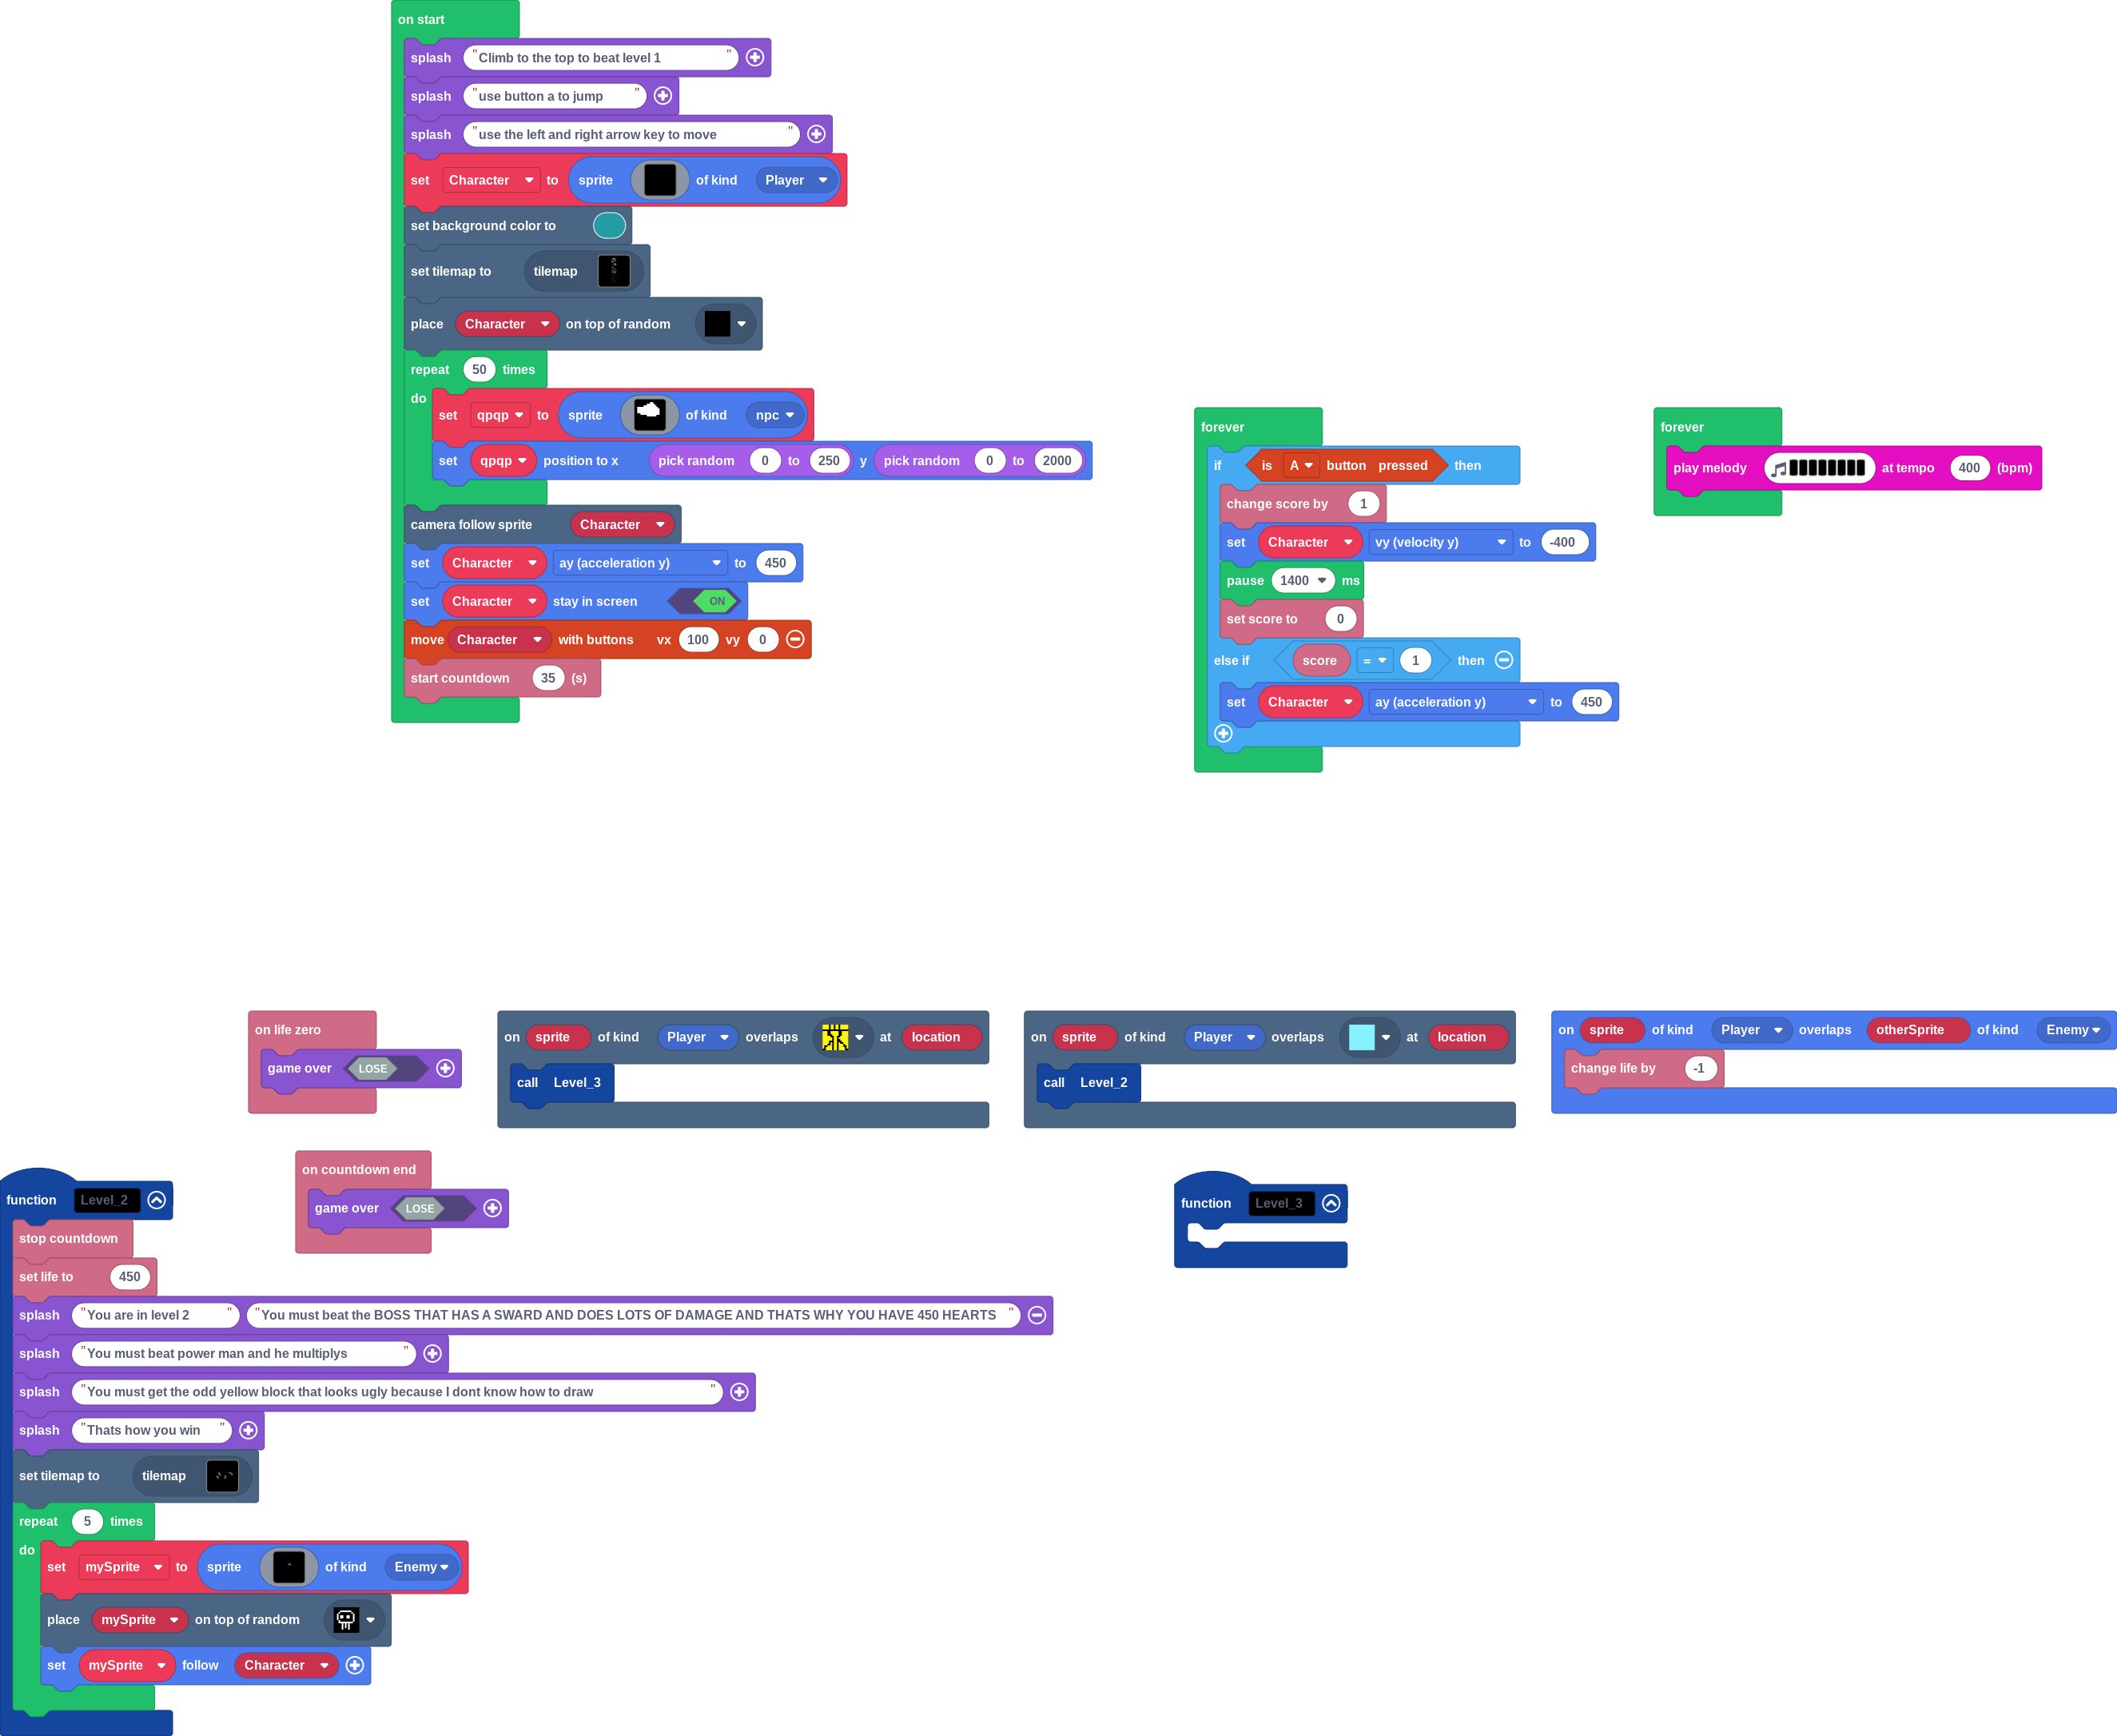 on start
splash "Climb to the top to beat level 1"
splash "use button a to jump"
splash "use the left and right arrow key to move"
set Character to sprite of kind Player
set background color to
set tilemap to tilemap
place Character on top of random
repeat 50 times
do
set qpqp to sprite of kind npc
set qpqp position to x pick random 0 to 250 y pick random 0 to 2000
camera follow sprite Character
set Character ay (acceleration y) to 450
set Character stay in screen ON
move Character with buttons vx 100 vy 0
start countdown 35 (s)
forever
if is A button pressed then
change score by 1
set Character vy (velocity y) to -400
pause 1400 ms
set score to 0
else if score = 1 then
set Character ay (acceleration y) to 450
forever
play melody at tempo 400 (bpm)
on life zero
game over LOSE
on sprite of kind Player overlaps at location
call Level_3
on sprite of kind Player overlaps at location
call Level_2
on sprite of kind Player overlaps otherSprite of kind Enemy
change life by -1
on countdown end
game over LOSE
function Level_3
function Level_2
stop countdown
set life to 450
splash "You are in level 2" "You must beat the BOSS THAT HAS A SWARD AND DOES LOTS OF DAMAGE AND THATS WHY YOU HAVE 450 HEARTS"
splash "You must beat power man and he multiplys"
splash "You must get the odd yellow block that looks ugly because I dont know how to draw"
splash "Thats how you win"
set tilemap to tilemap
repeat 5 times
do
set mySprite to sprite of kind Enemy
place mySprite on top of random
set mySprite follow Character